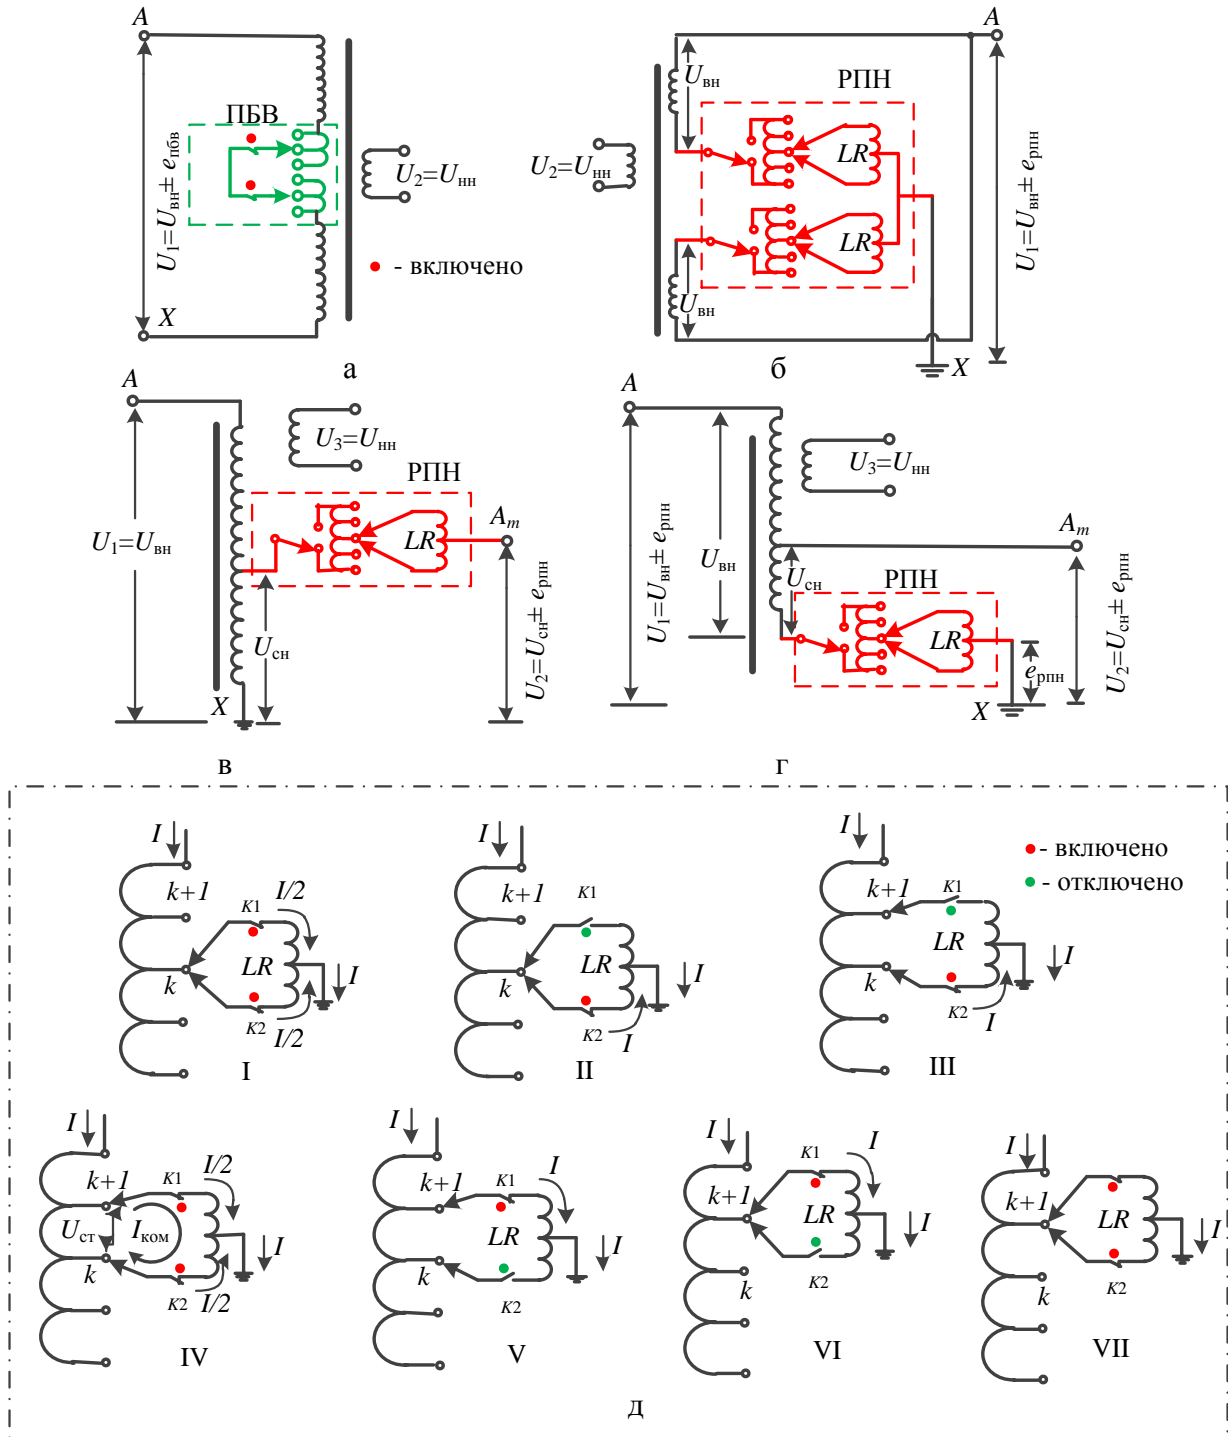 A
ПБВ
U₁=Uвн± eпбв
U₂=Uнн
- включено
X
а
A
Uвн
РПН
LR
U₂=Uнн
LR
Uвн
U₁=Uвн± eрпн
X
б
A
U₃=Uнн
РПН
Aₘ
LR
U₁=Uвн
Uсн
U₂=Uсн± eрпн
X
в
A
U₃=Uнн
Aₘ
U₁=Uвн± eрпн
Uвн
Uсн
РПН
LR
eрпн
U₂=Uсн± eрпн
X
г
I
k+1
I/2
K1
LR
k
I
K2
I/2
I
I
k+1
K1
LR
k
I
K2
I
II
I
- включено
- отключено
k+1
K1
LR
k
I
K2
I
III
I
k+1
K1
I/2
Uст
Iком
I
k
K2
I/2
IV
I
k+1
K1
I
LR
I
k
K2
V
I
K1
I
k+1
LR
I
k
K2
VI
I
K1
k+1
LR
I
k
K2
VII
д